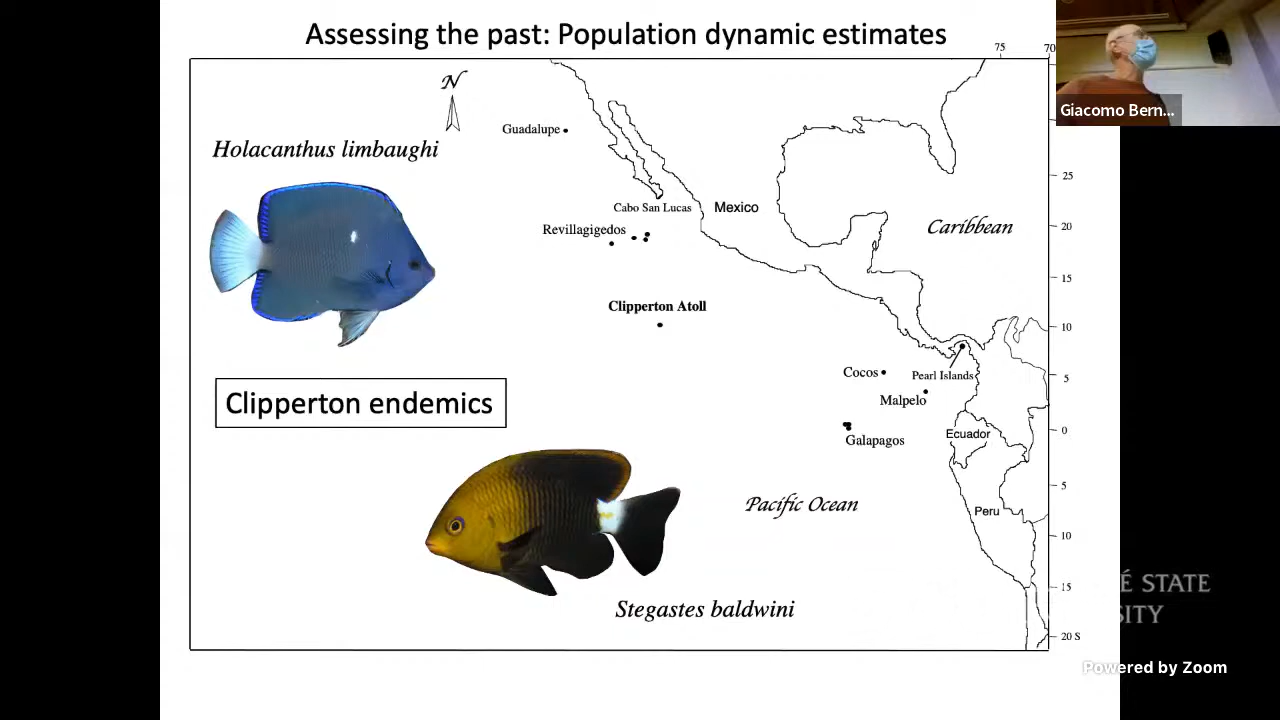 Assessing the past: Population dynamic estimates
75
70
Giacomo Bern...
N
Guadalupe
Holacanthus limbaughi
25
Cabo San Lucas
Mexico
20
Caribbean
Revillagigedos
15
Clipperton Atoll
10
Cocos
Pearl Islands
5
Malpelo
Clipperton endemics
0
Galapagos
Ecuador
5
Pacific Ocean
Peru
10
15
É STATE
SITY
Stegastes baldwini
20 S
Powered by Zoom